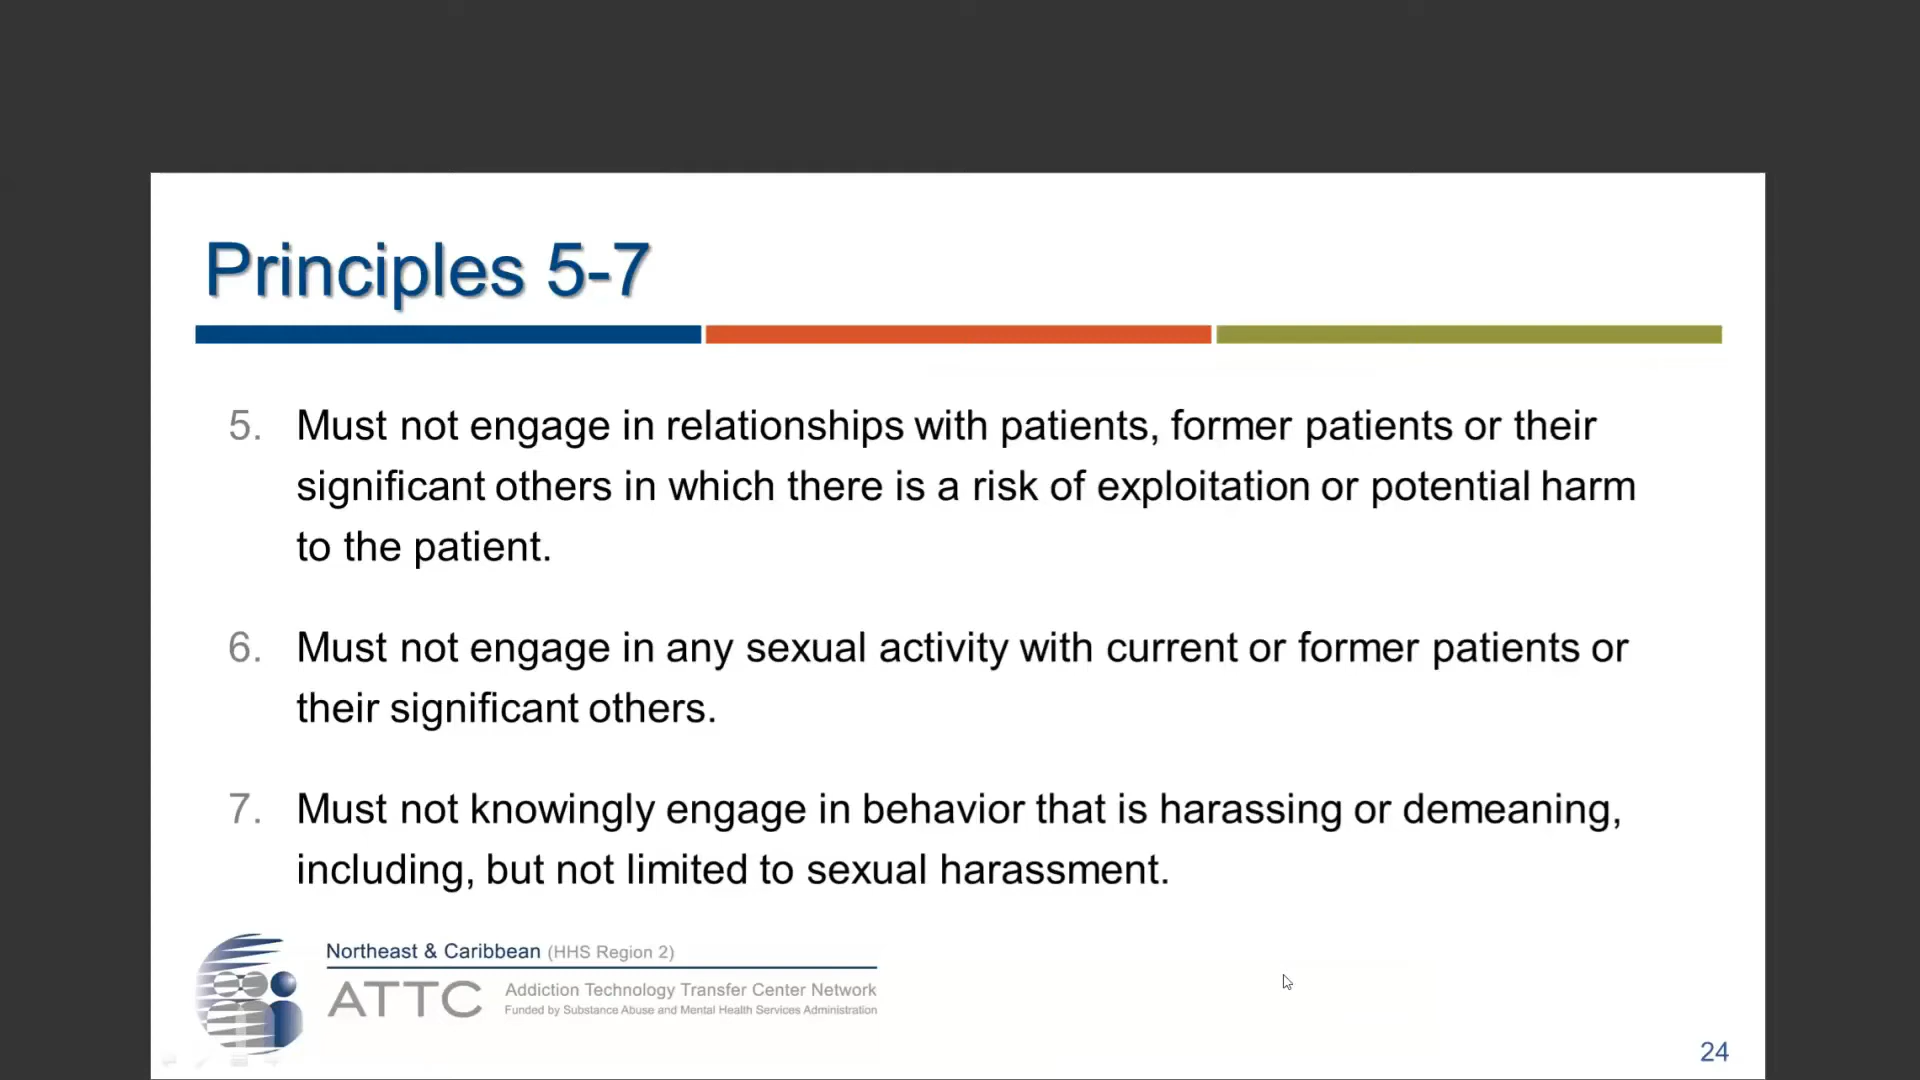 Principles 5-7
5. Must not engage in relationships with patients, former patients or their
significant others in which there is a risk of exploitation or potential harm
to the patient.
6. Must not engage in any sexual activity with current or former patients or
their significant others.
7. Must not knowingly engage in behavior that is harassing or demeaning,
including, but not limited to sexual harassment.
Northeast & Caribbean (HHS Region 2)
ATTC Addiction Technology Transfer Center Network
Funded by Substance Abuse and Mental Health Services Administration
24